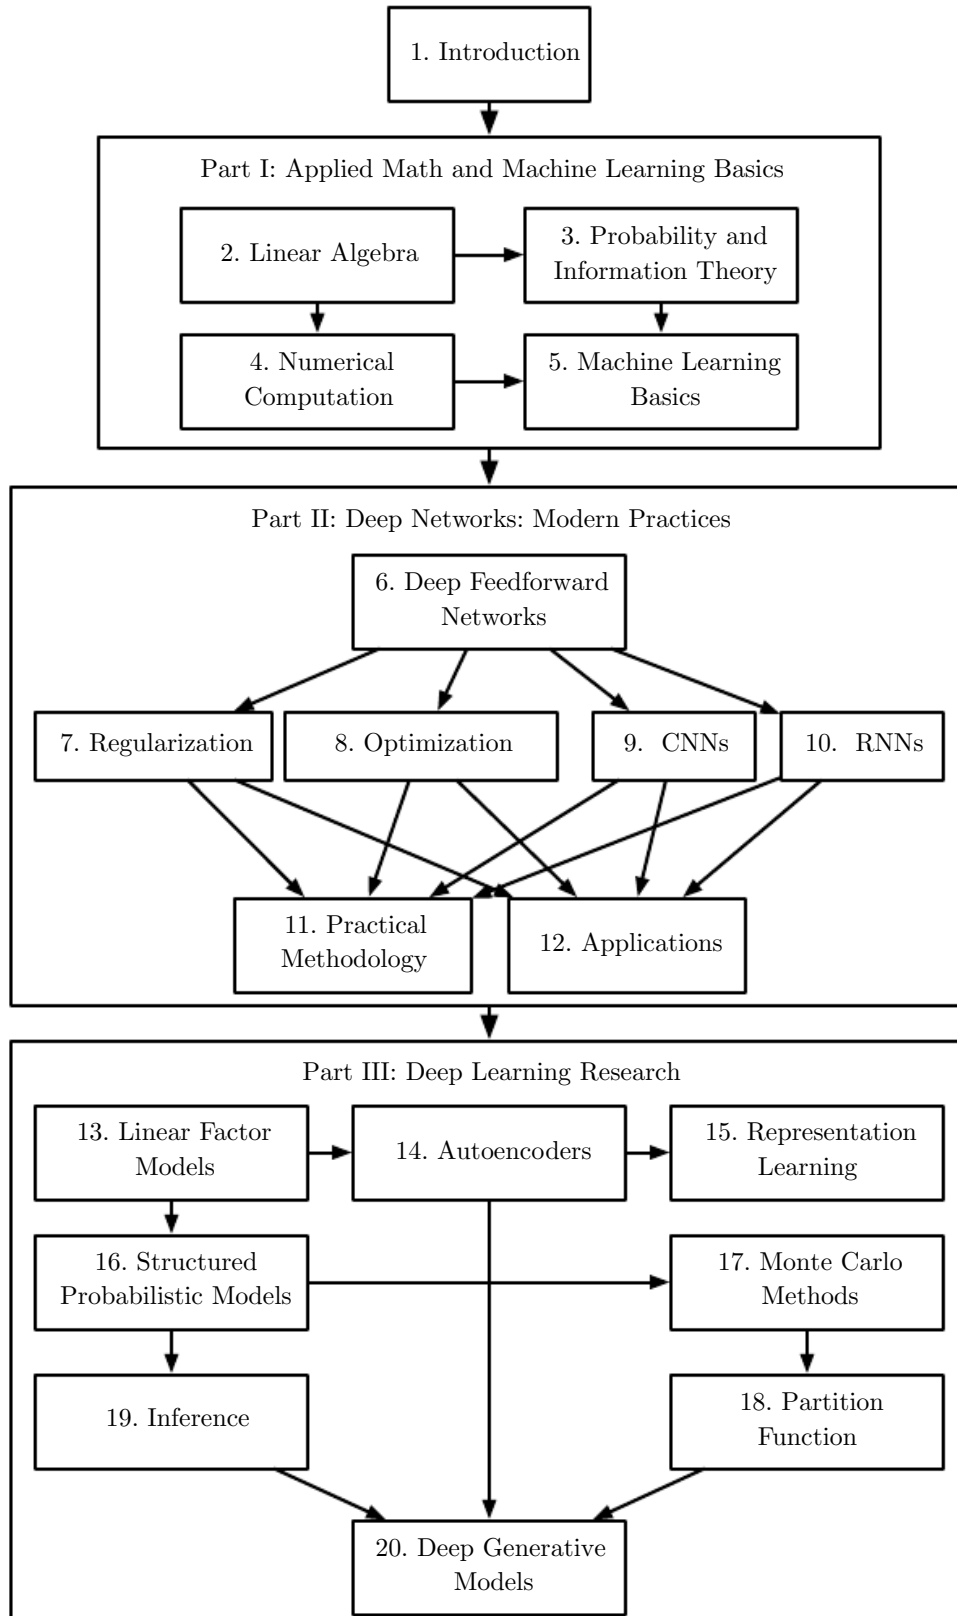 1. Introduction
Part I: Applied Math and Machine Learning Basics
2. Linear Algebra
3. Probability and
Information Theory
4. Numerical
Computation
5. Machine Learning
Basics
Part II: Deep Networks: Modern Practices
6. Deep Feedforward
Networks
7. Regularization
8. Optimization
9. CNNs
10. RNNs
11. Practical
Methodology
12. Applications
Part III: Deep Learning Research
13. Linear Factor
Models
14. Autoencoders
15. Representation
Learning
16. Structured
Probabilistic Models
17. Monte Carlo
Methods
19. Inference
18. Partition
Function
20. Deep Generative
Models